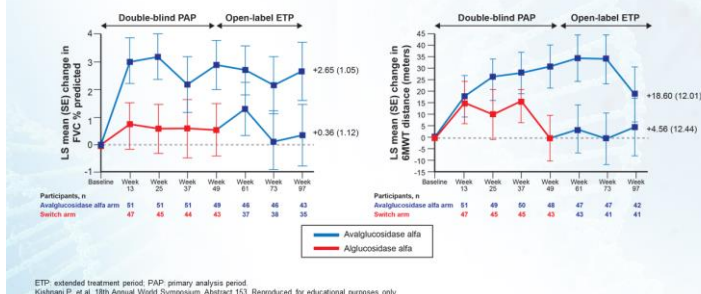 Double-blind PAP
Open-label ETP
LS mean (SE) change in
FVC % predicted
4
3
2
1
0
-1
+2.65 (1.05)
+0.36 (1.12)
Baseline
Week
13
Week
25
Week
37
Week
49
Week
61
Week
73
Week
97
Participants, n
Avalglucosidase alfa arm 51 51 51 49 46 46 43
Switch arm 47 45 44 43 37 38 35
Double-blind PAP
Open-label ETP
LS mean (SE) change in
6MWT distance (meters)
45
40
35
30
25
20
15
10
5
0
-5
-10
-15
+18.60 (12.01)
+4.56 (12.44)
Baseline
Week
13
Week
25
Week
37
Week
49
Week
61
Week
73
Week
97
Participants, n
Avalglucosidase alfa arm 51 49 50 48 47 47 42
Switch arm 47 45 45 43 43 41 41
Avalglucosidase alfa
Alglucosidase alfa
ETP: extended treatment period; PAP: primary analysis period.
Kishnani P, et al. 18th Annual World Symposium. Abstract 153. Reproduced for educational purposes only.